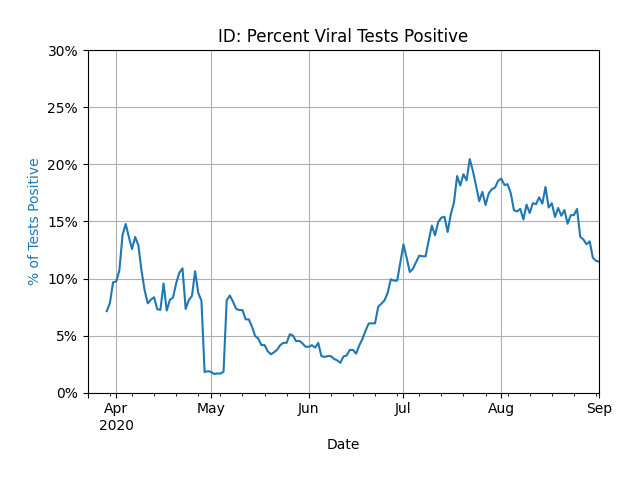 ID: Percent Viral Tests Positive
30%
25%
20%
15%
10%
5%
0%
% of Tests Positive
Apr May Jun Jul Aug Sep
2020
Date